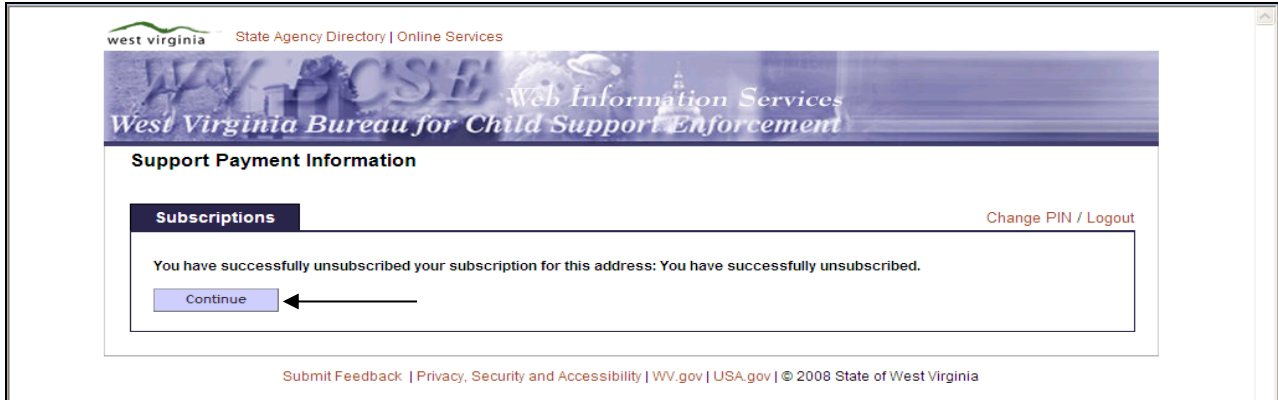 west virginia State Agency Directory | Online Services
WV BCSE Web Information Services
West Virginia Bureau for Child Support Enforcement
Support Payment Information
Subscriptions Change PIN / Logout
You have successfully unsubscribed your subscription for this address: You have successfully unsubscribed.
Continue
Submit Feedback | Privacy, Security and Accessibility | WV.gov | USA.gov | © 2008 State of West Virginia